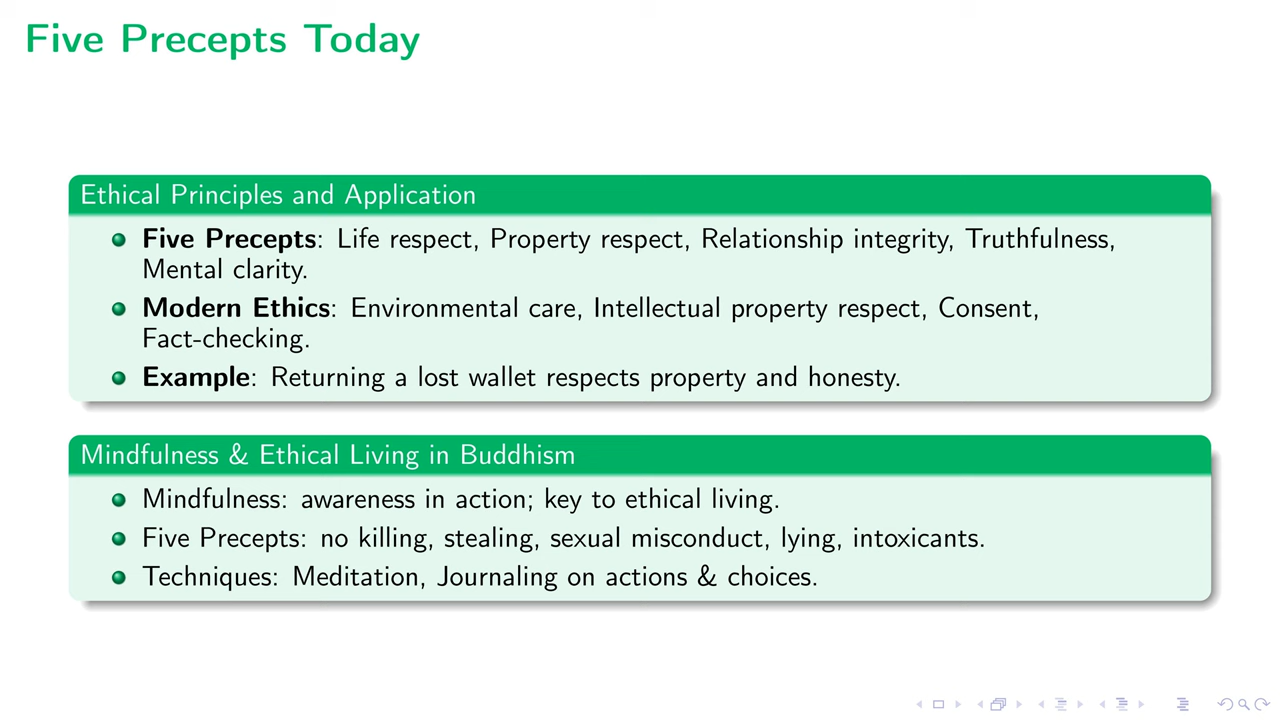 Five Precepts Today
Ethical Principles and Application
Five Precepts: Life respect, Property respect, Relationship integrity, Truthfulness,
Mental clarity.
Modern Ethics: Environmental care, Intellectual property respect, Consent,
Fact-checking.
Example: Returning a lost wallet respects property and honesty.
Mindfulness & Ethical Living in Buddhism
Mindfulness: awareness in action; key to ethical living.
Five Precepts: no killing, stealing, sexual misconduct, lying, intoxicants.
Techniques: Meditation, Journaling on actions & choices.